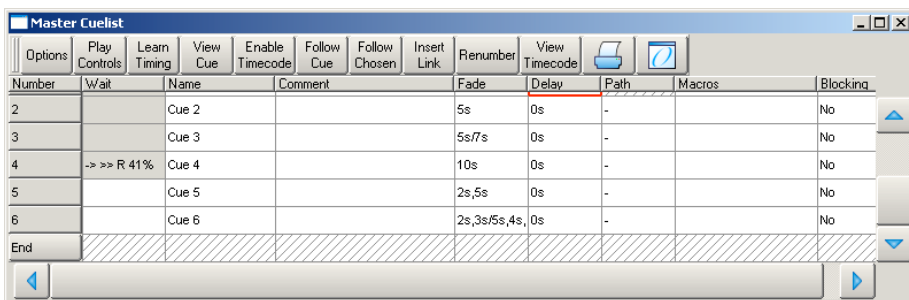 Master Cuelist
Options Play Controls Learn Timing View Cue Enable Timecode Follow Cue Follow Chosen Insert Link Renumber View Timecode
Number Wait Name Comment Fade Delay Path Macros Blocking
2 Cue 2 5s 0s - No
3 Cue 3 5s/7s 0s - No
4 -> >> R 41% Cue 4 10s 0s - No
5 Cue 5 2s,5s 0s - No
6 Cue 6 2s,3s/5s,4s, 0s - No
End